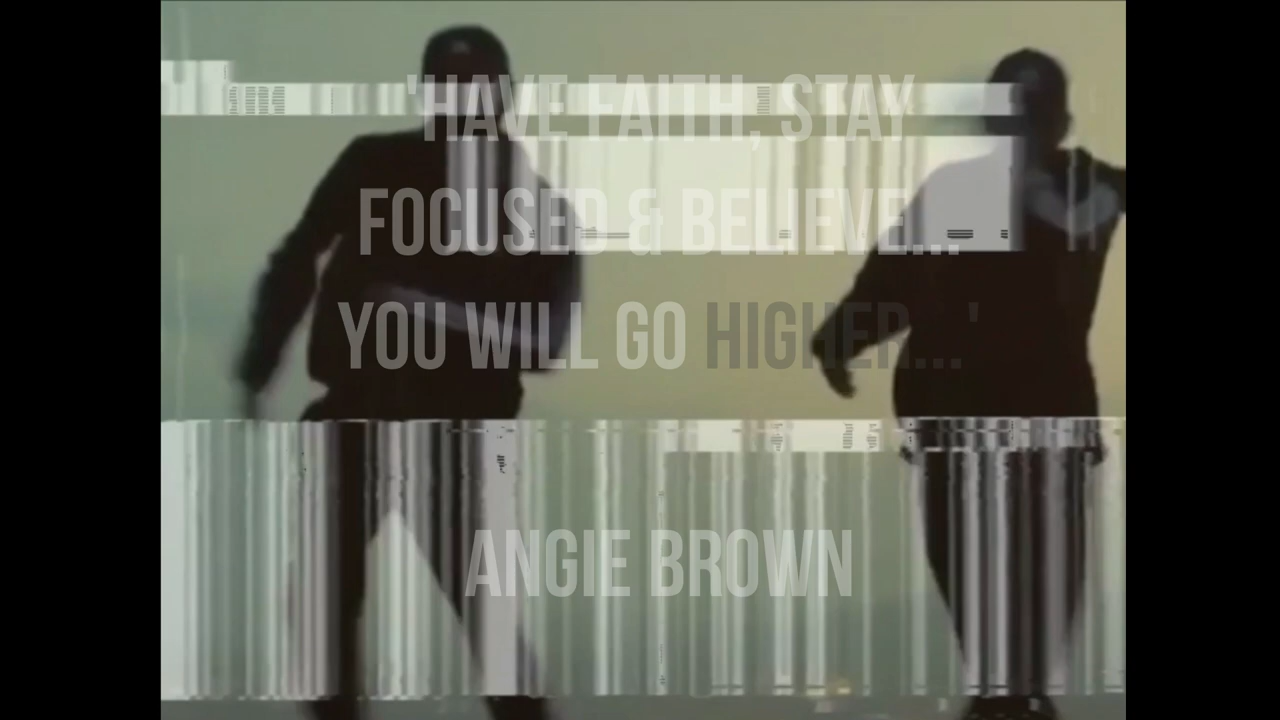 'HAVE FAITH, STAY
FOCUSED & BELIEVE...
YOU WILL GO HIGHER...'
ANGIE BROWN